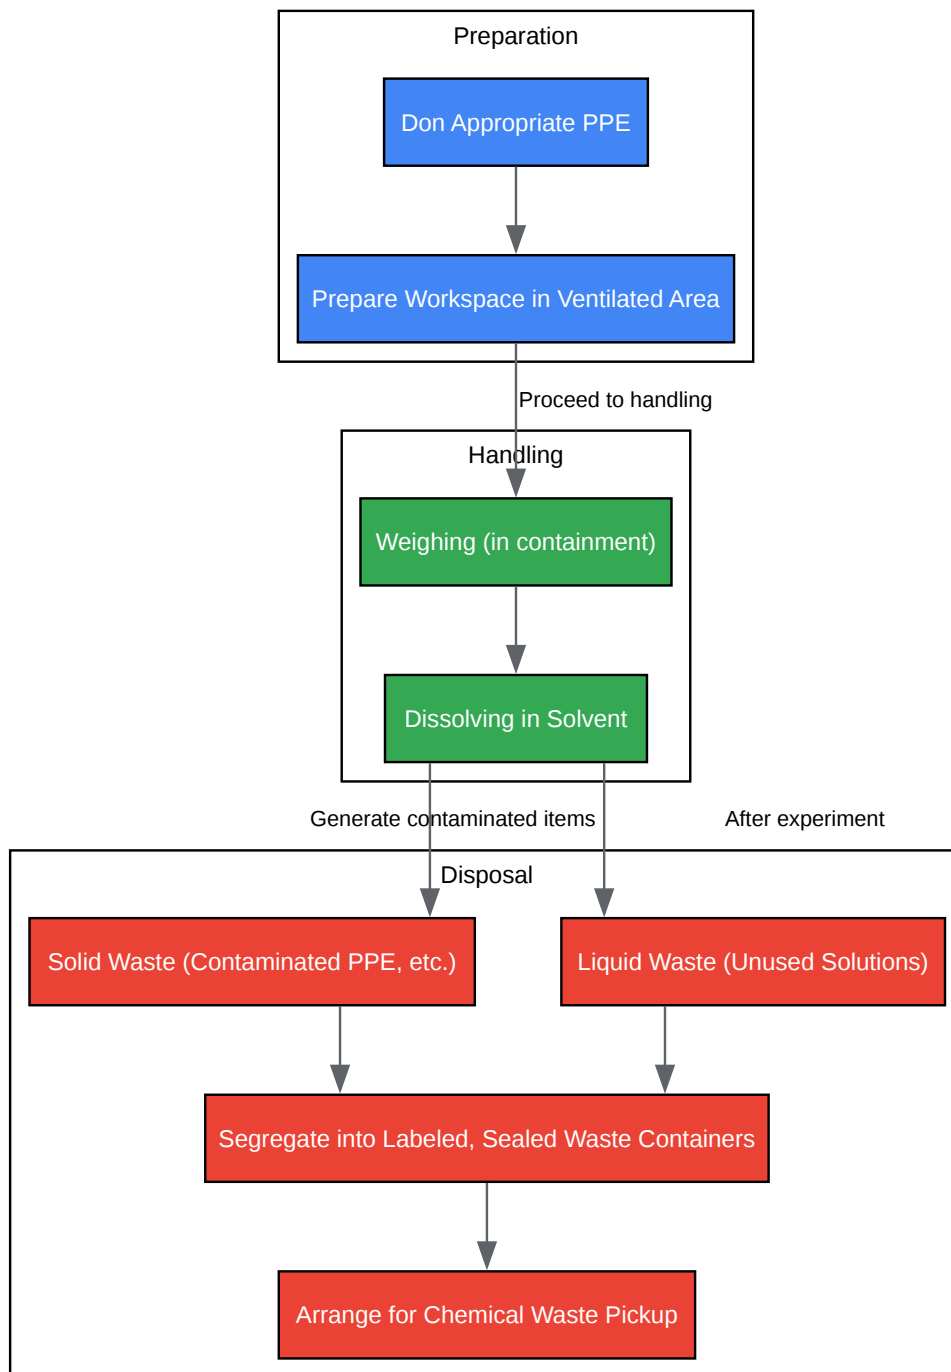 Preparation
Don Appropriate PPE
Prepare Workspace in Ventilated Area
Proceed to handling
Handling
Weighing (in containment)
Dissolving in Solvent
Generate contaminated items
After experiment
Disposal
Solid Waste (Contaminated PPE, etc.)
Liquid Waste (Unused Solutions)
Segregate into Labeled, Sealed Waste Containers
Arrange for Chemical Waste Pickup